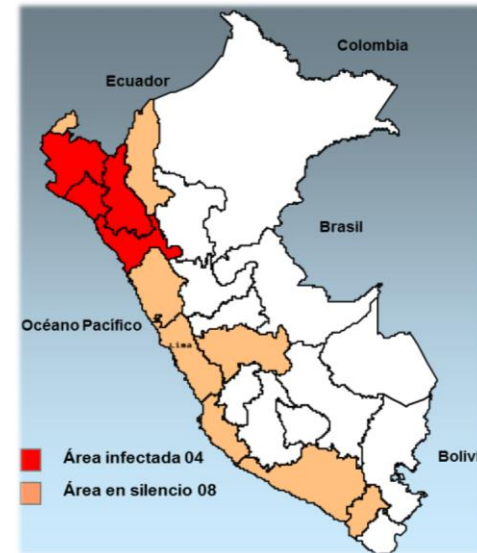 Colombia
Ecuador
Brasil
Océano Pacífico
Lima
Bolivi
Área infectada 04
Área en silencio 08